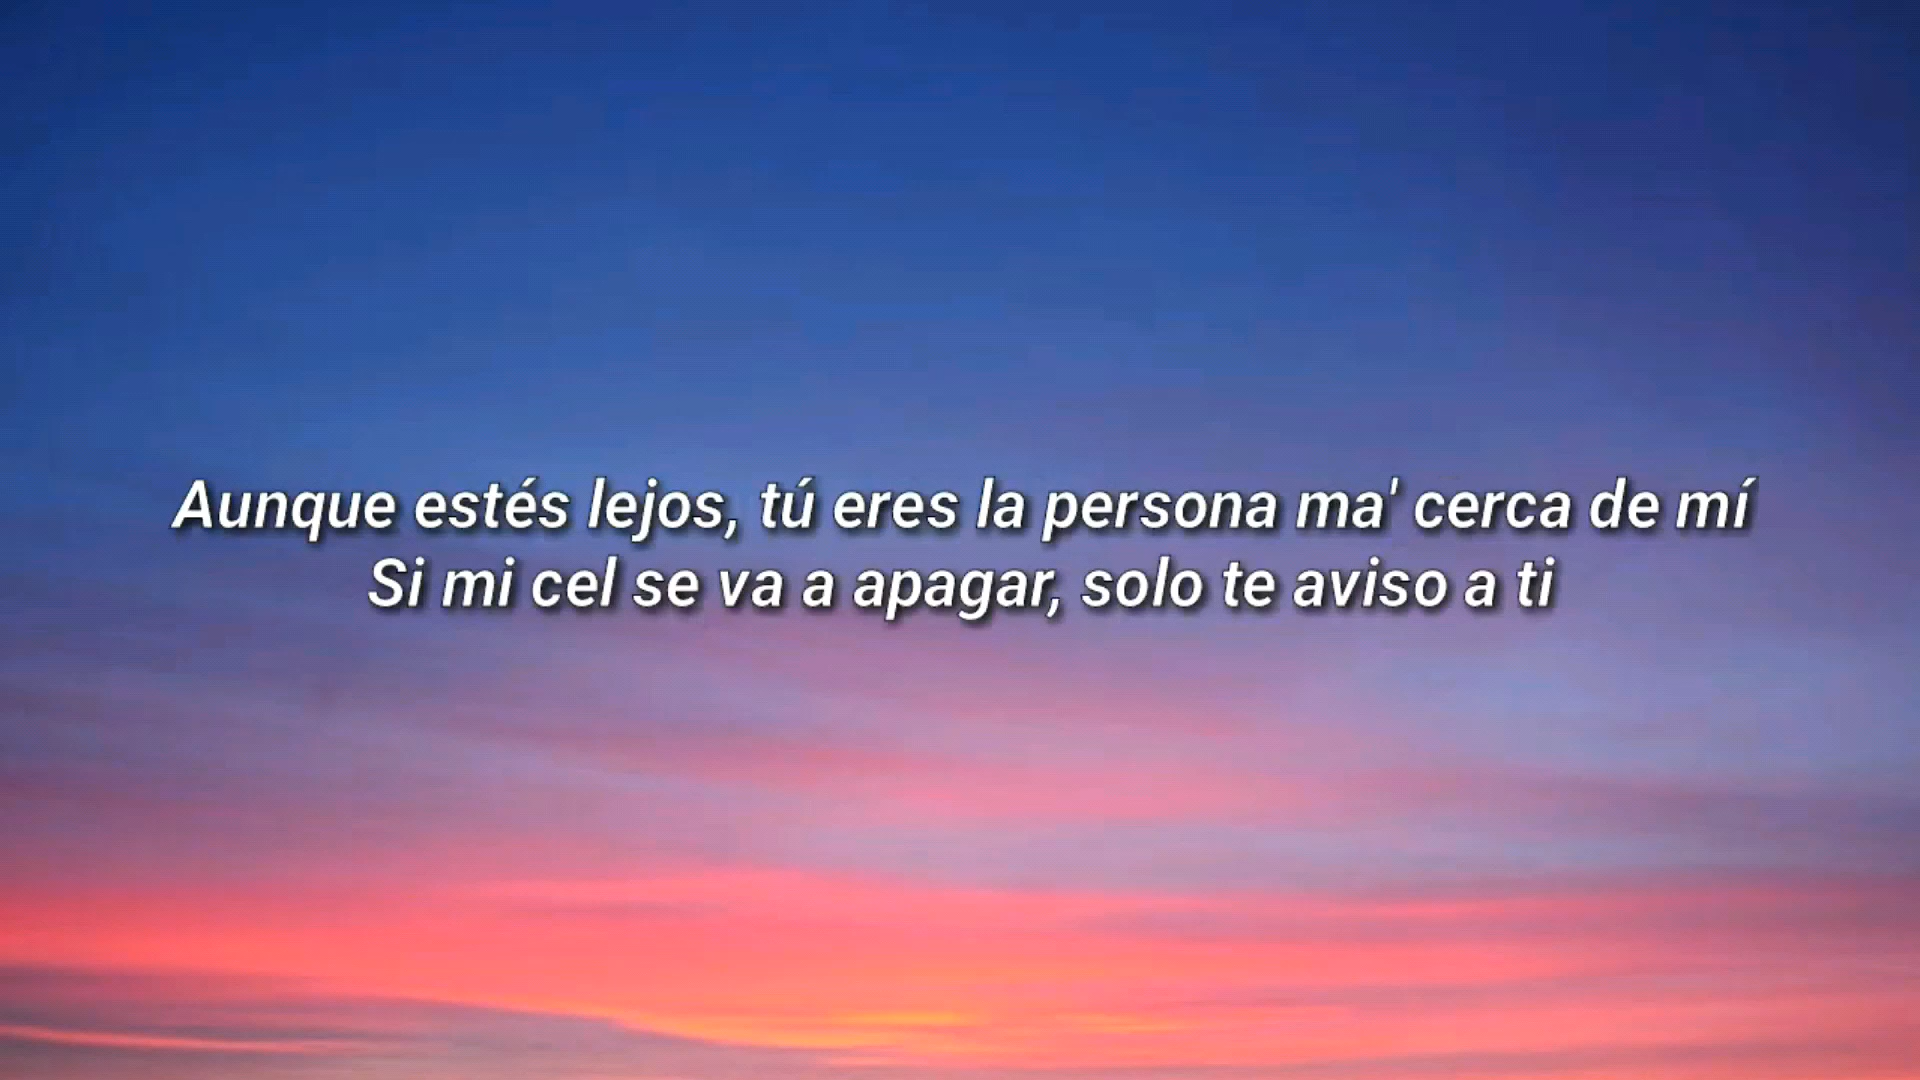 Aunque estés lejos, tú eres la persona ma' cerca de mí
Si mi cel se va a apagar, solo te aviso a ti